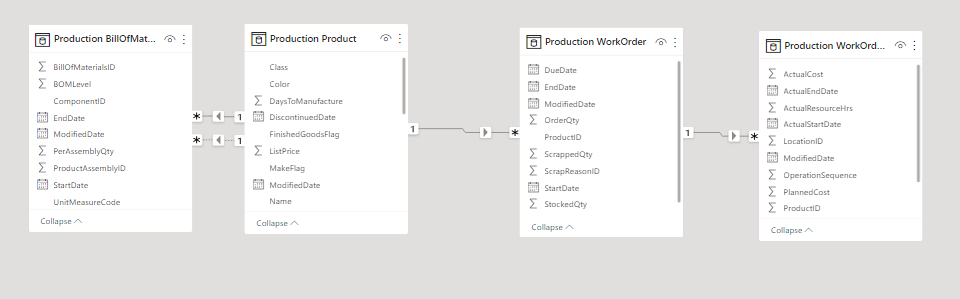 Production BillOfMat...
BillOfMaterialsID
BOMLevel
ComponentID
EndDate
ModifiedDate
PerAssemblyQty
ProductAssemblyID
StartDate
UnitMeasureCode
Collapse
*
1
*
1
Production Product
Class
Color
DaysToManufacture
DiscontinuedDate
FinishedGoodsFlag
ListPrice
MakeFlag
ModifiedDate
Name
Collapse
1
*
Production WorkOrder
DueDate
EndDate
ModifiedDate
OrderQty
ProductID
ScrappedQty
ScrapReasonID
StartDate
StockedQty
Collapse
1
*
Production WorkOrd...
ActualCost
ActualEndDate
ActualResourceHrs
ActualStartDate
LocationID
ModifiedDate
OperationSequence
PlannedCost
ProductID
Collapse